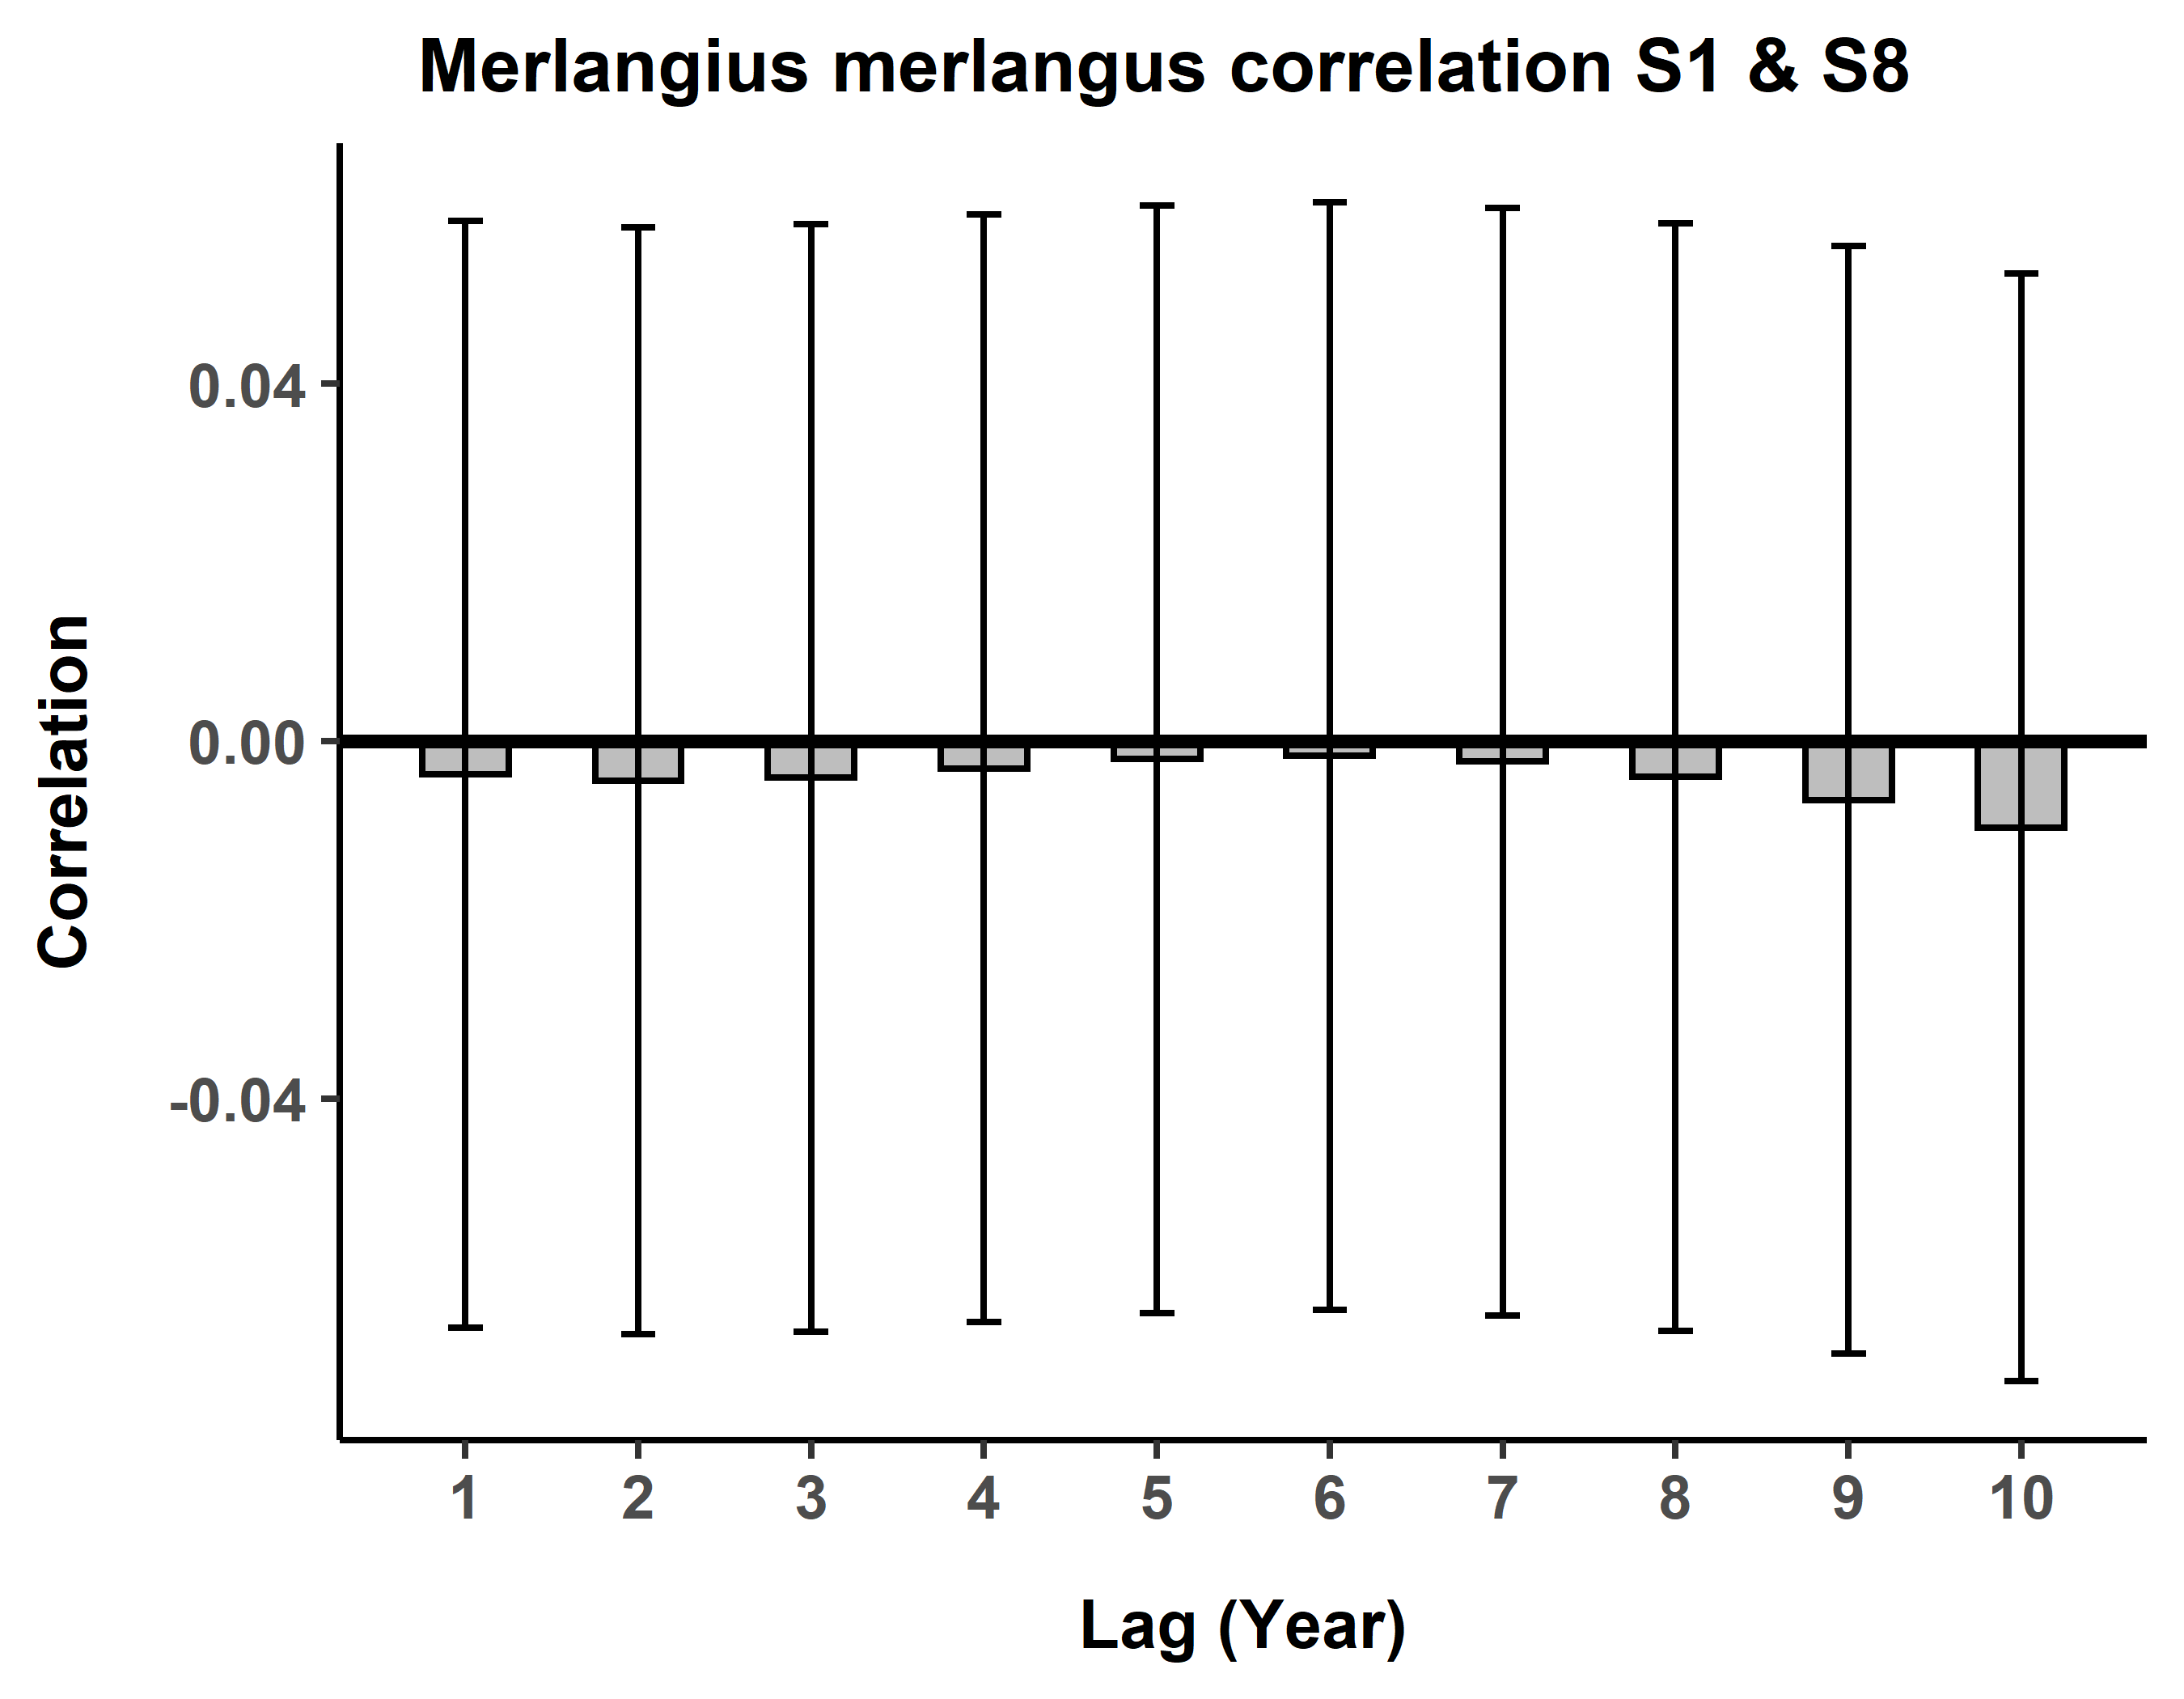 Merlangius merlangus correlation S1 & S8
Correlation
0.04
0.00
-0.04
1 2 3 4 5 6 7 8 9 10
Lag (Year)